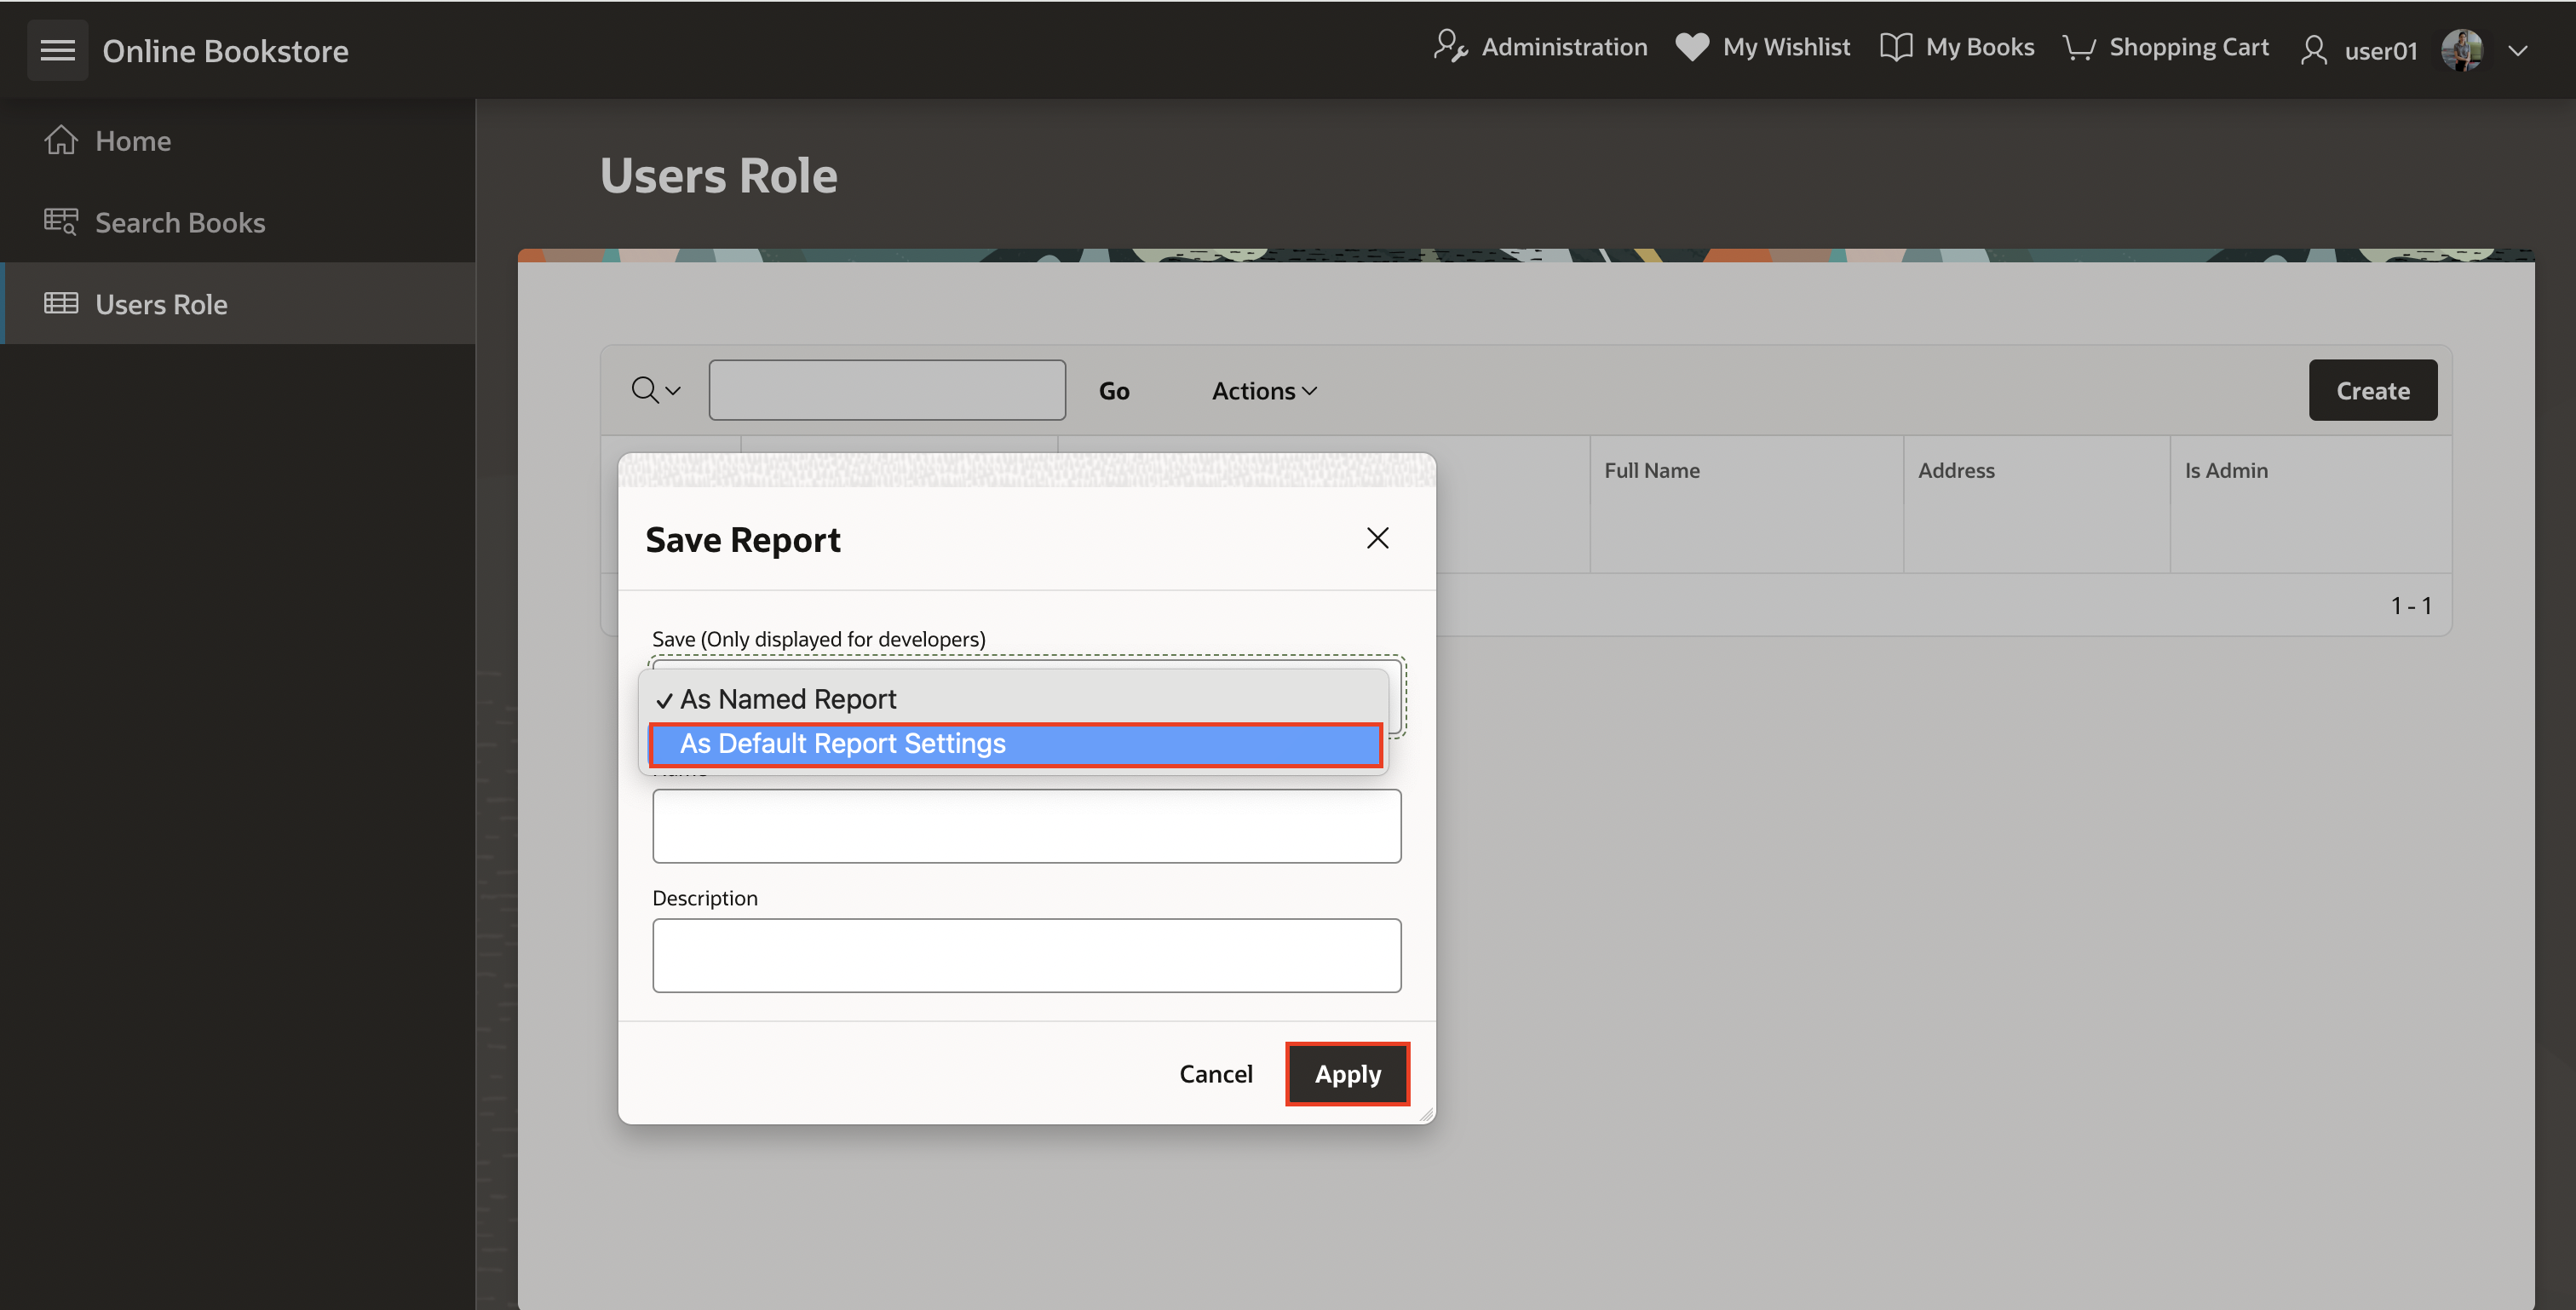 Online Bookstore
Administration
My Wishlist
My Books
Shopping Cart
user01
Home
Search Books
Users Role
Users Role
Go
Actions
Create
Full Name
Address
Is Admin
1 - 1
Save Report
Save (Only displayed for developers)
✓ As Named Report
As Default Report Settings
Description
Cancel
Apply